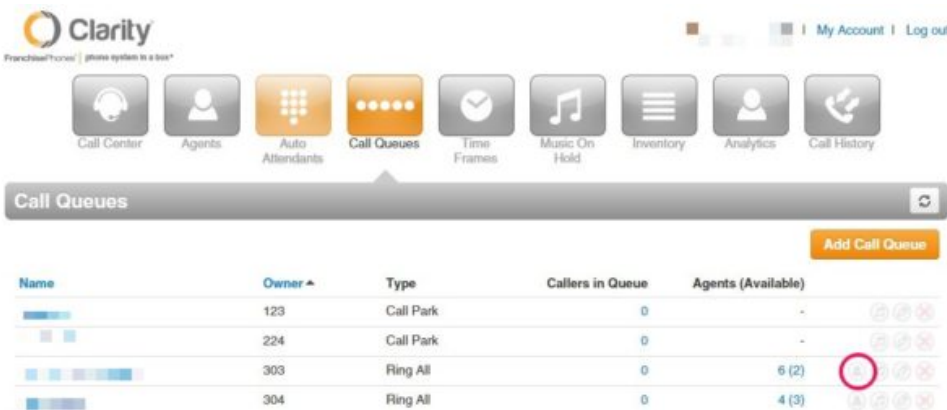 Clarity
FranchisePhones® | phone system in a box®
| My Account | Log out
Call Center
Agents
Auto Attendants
Call Queues
Time Frames
Music On Hold
Inventory
Analytics
Call History
Call Queues
Add Call Queue
Name Owner Type Callers in Queue Agents (Available)
123 Call Park 0 -
224 Call Park 0 -
303 Ring All 0 6 (2)
304 Ring All 0 4 (3)